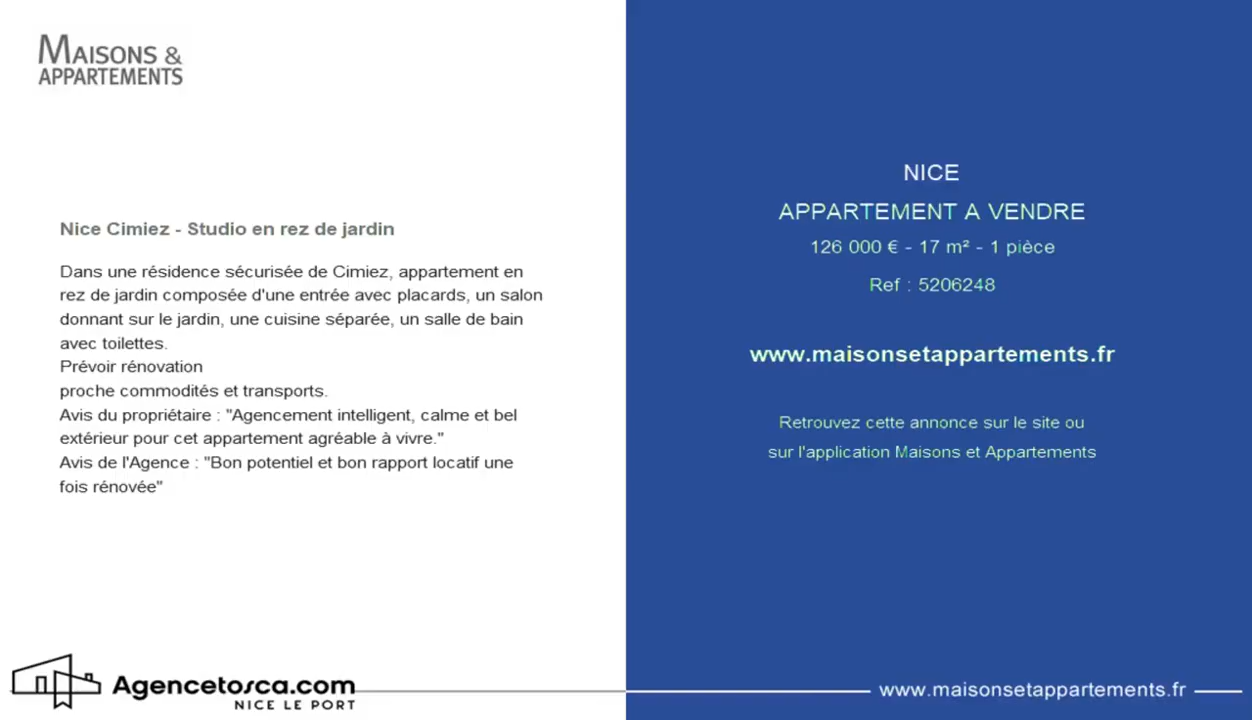 MAISONS &
APPARTEMENTS
Nice Cimiez - Studio en rez de jardin
Dans une résidence sécurisée de Cimiez, appartement en
rez de jardin composée d'une entrée avec placards, un salon
donnant sur le jardin, une cuisine séparée, un salle de bain
avec toilettes.
Prévoir rénovation
proche commodités et transports.
Avis du propriétaire : "Agencement intelligent, calme et bel
extérieur pour cet appartement agréable à vivre."
Avis de l'Agence : "Bon potentiel et bon rapport locatif une
fois rénovée"
Agencetosca.com
NICE LE PORT
NICE
APPARTEMENT A VENDRE
126 000 € - 17 m² - 1 pièce
Ref : 5206248
www.maisonsetappartements.fr
Retrouvez cette annonce sur le site ou
sur l'application Maisons et Appartements
www.maisonsetappartements.fr